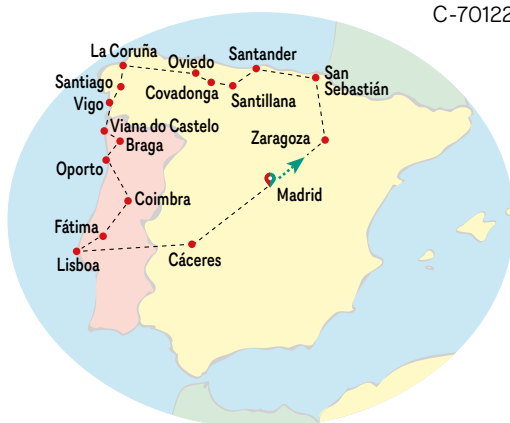 C-70122
La Coruña
Oviedo
Santander
Santiago
Covadonga
Santillana
San
Sebastián
Vigo
Viana do Castelo
Braga
Zaragoza
Oporto
Madrid
Coimbra
Fátima
Lisboa
Cáceres